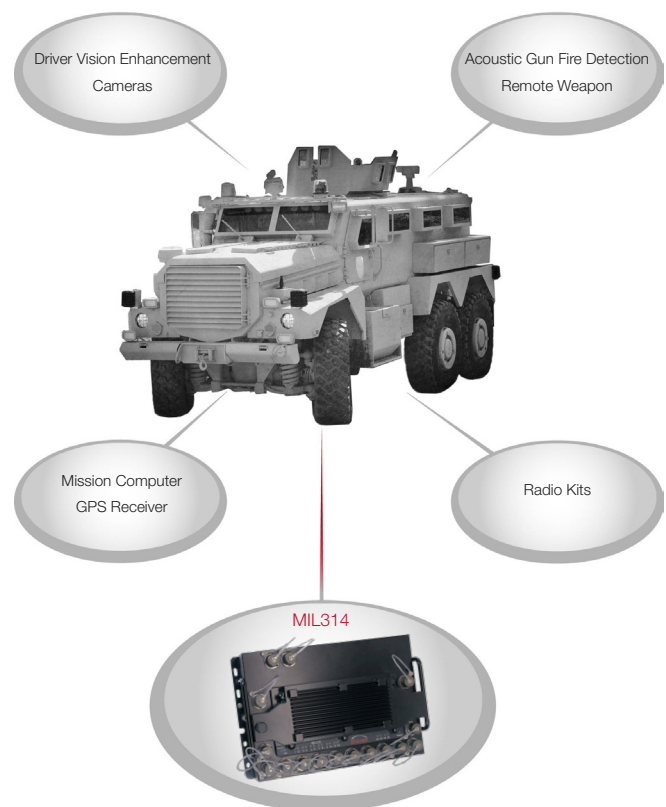 Driver Vision Enhancement
Cameras
Acoustic Gun Fire Detection
Remote Weapon
Mission Computer
GPS Receiver
Radio Kits
MIL314